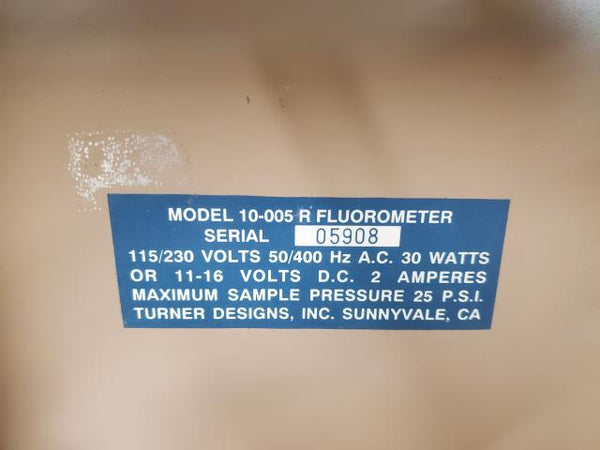 MODEL 10-005 R FLUOROMETER
SERIAL 05908
115/230 VOLTS 50/400 Hz A.C. 30 WATTS
OR 11-16 VOLTS D.C. 2 AMPERES
MAXIMUM SAMPLE PRESSURE 25 P.S.I.
TURNER DESIGNS, INC. SUNNYVALE, CA